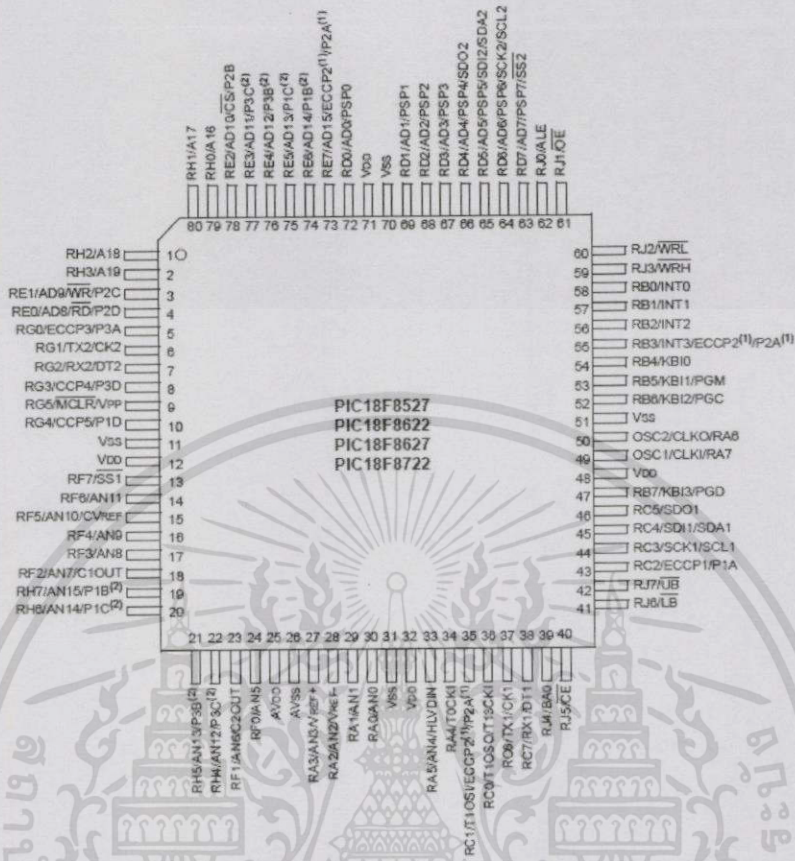 RH1/A17
RH0/A16
RE2/AD10/CS/P2B
RE3/AD11/P3C(2)
RE4/AD12/P3B(2)
RE5/AD13/P1C(2)
RE6/AD14/P1B(2)
RE7/AD15/ECCP2(1)/P2A(1)
RD0/AD0/PSP0
VDD
VSS
RD1/AD1/PSP1
RD2/AD2/PSP2
RD3/AD3/PSP3
RD4/AD4/PSP4/SDO2
RD5/AD5/PSP5/SDI2/SDA2
RD6/AD6/PSP6/SCK2/SCL2
RD7/AD7/PSP7/SS2
RJ0/ALE
RJ1/OE
80 79 78 77 76 75 74 73 72 71 70 69 68 67 66 65 64 63 62 61
RH2/A18 1
RH3/A19 2
RE1/AD9/WR/P2C 3
RE0/AD8/RD/P2D 4
RG0/ECCP3/P3A 5
RG1/TX2/CK2 6
RG2/RX2/DT2 7
RG3/CCP4/P3D 8
RG5/MCLR/VPP 9
RG4/CCP5/P1D 10
VSS 11
VDD 12
RF7/SS1 13
RF6/AN11 14
RF5/AN10/CVREF 15
RF4/AN9 16
RF3/AN8 17
RF2/AN7/C1OUT 18
RH7/AN15/P1B(2) 19
RH6/AN14/P1C(2) 20
PIC18F8527
PIC18F8622
PIC18F8627
PIC18F8722
60 RJ2/WRL
59 RJ3/WRH
58 RB0/INT0
57 RB1/INT1
56 RB2/INT2
55 RB3/INT3/ECCP2(1)/P2A(1)
54 RB4/KBI0
53 RB5/KBI1/PGM
52 RB6/KBI2/PGC
51 VSS
50 OSC2/CLKO/RA6
49 OSC1/CLKI/RA7
48 VDD
47 RB7/KBI3/PGD
46 RC5/SDO1
45 RC4/SDI1/SDA1
44 RC3/SCK1/SCL1
43 RC2/ECCP1/P1A
42 RJ7/UB
41 RJ6/LB
21 22 23 24 25 26 27 28 29 30 31 32 33 34 35 36 37 38 39 40
RH5/AN13/P3B(2)
RH4/AN12/P3C(2)
RF1/AN6/C2OUT
RF0/AN5
AVDD
AVSS
RA3/AN3/VREF+
RA2/AN2/VREF-
RA1/AN1
RA0/AN0
VSS
VDD
RA5/AN4/HLVDIN
RA4/T0CKI
RC1/T1OSI/ECCP2(1)/P2A(1)
RC0/T1OSO/T13CKI
RC6/TX1/CK1
RC7/RX1/DT1
RJ4/BA0
RJ5/CE